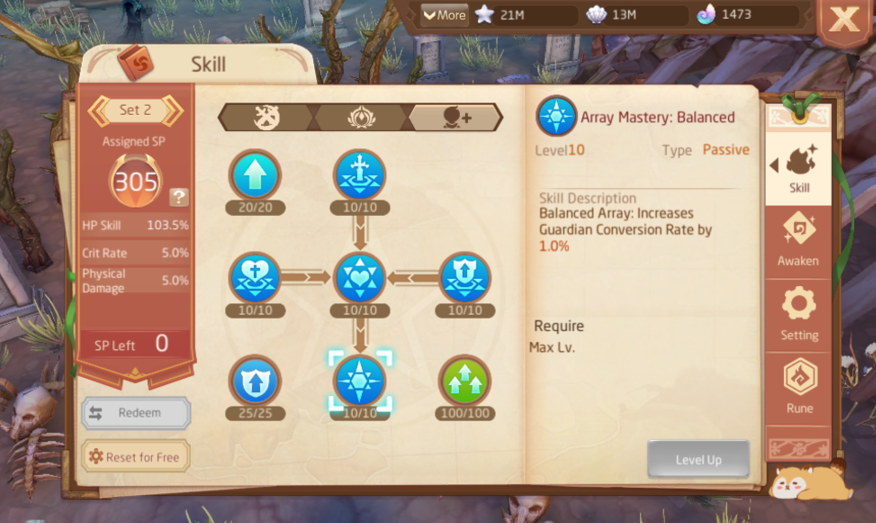 More
21M
13M
1473
X
Skill
Set 2
Assigned SP
305
?
HP Skill 103.5%
Crit Rate 5.0%
Physical
Damage 5.0%
SP Left 0
Redeem
Reset for Free
20/20
10/10
10/10
10/10
10/10
25/25
10/10
100/100
Array Mastery: Balanced
Level10 Type Passive
Skill Description
Balanced Array: Increases
Guardian Conversion Rate by
1.0%
Require
Max Lv.
Level Up
Skill
Awaken
Setting
Rune